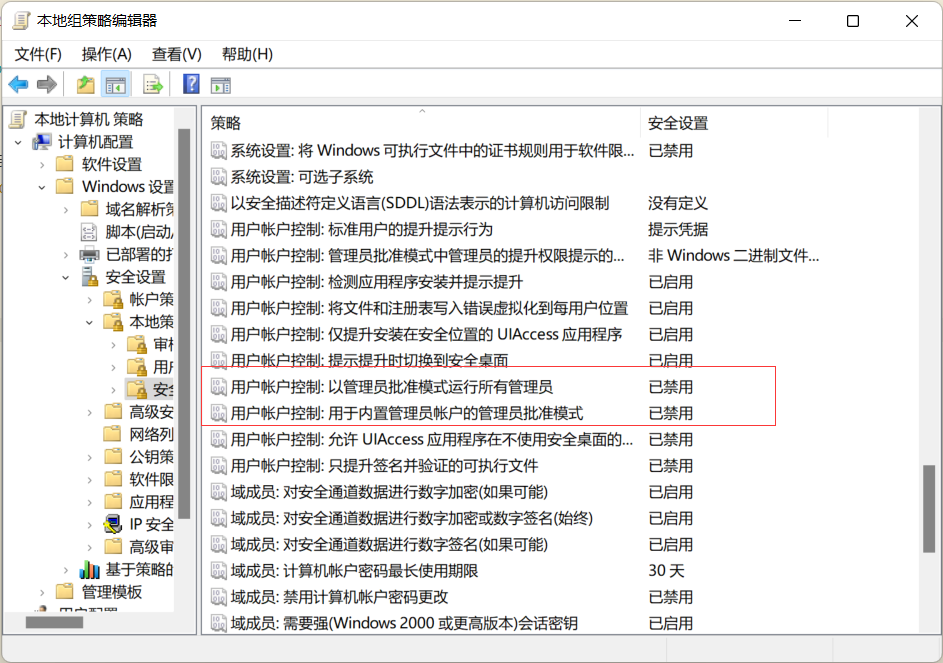 本地组策略编辑器
文件(F) 操作(A) 查看(V) 帮助(H)
本地计算机 策略
计算机配置
软件设置
Windows 设置
域名解析策
脚本(启动/
已部署的打
安全设置
帐户策
本地策
审核
用户
安全
高级安
网络列
公钥策
软件限
应用程
IP 安全
高级审
基于策略的
管理模板
用户配置
策略 安全设置
系统设置: 将 Windows 可执行文件中的证书规则用于软件限... 已禁用
系统设置: 可选子系统
以安全描述符定义语言(SDDL)语法表示的计算机访问限制 没有定义
用户帐户控制: 标准用户的提升提示行为 提示凭据
用户帐户控制: 管理员批准模式中管理员的提升权限提示的... 非 Windows 二进制文件...
用户帐户控制: 检测应用程序安装并提示提升 已启用
用户帐户控制: 将文件和注册表写入错误虚拟化到每用户位置 已启用
用户帐户控制: 仅提升安装在安全位置的 UIAccess 应用程序 已启用
用户帐户控制: 提示提升时切换到安全桌面 已启用
用户帐户控制: 以管理员批准模式运行所有管理员 已禁用
用户帐户控制: 用于内置管理员帐户的管理员批准模式 已禁用
用户帐户控制: 允许 UIAccess 应用程序在不使用安全桌面的... 已禁用
用户帐户控制: 只提升签名并验证的可执行文件 已禁用
域成员: 对安全通道数据进行数字加密(如果可能) 已启用
域成员: 对安全通道数据进行数字加密或数字签名(始终) 已启用
域成员: 对安全通道数据进行数字签名(如果可能) 已启用
域成员: 计算机帐户密码最长使用期限 30 天
域成员: 禁用计算机帐户密码更改 已禁用
域成员: 需要强(Windows 2000 或更高版本)会话密钥 已启用